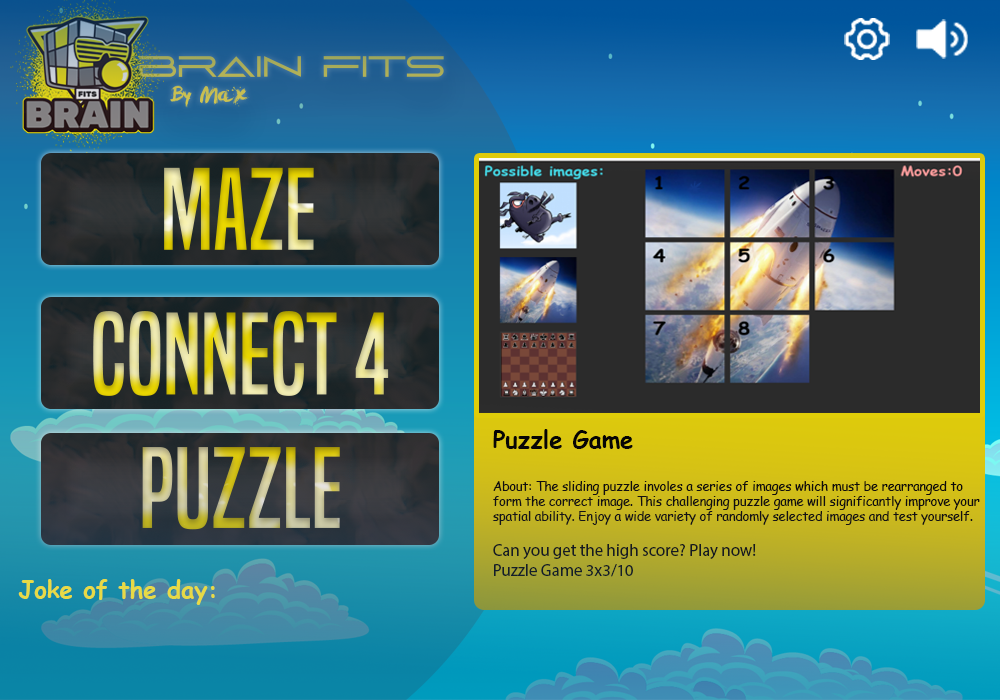 FITS
BRAIN
BRAIN FITS
By Max
MAZE
CONNECT 4
PUZZLE
Joke of the day:
Possible images:
Moves:0
1 2 3
4 5 6
7 8
Puzzle Game
About: The sliding puzzle involes a series of images which must be rearranged to
form the correct image. This challenging puzzle game will significantly improve your
spatial ability. Enjoy a wide variety of randomly selected images and test yourself.
Can you get the high score? Play now!
Puzzle Game 3x3/10